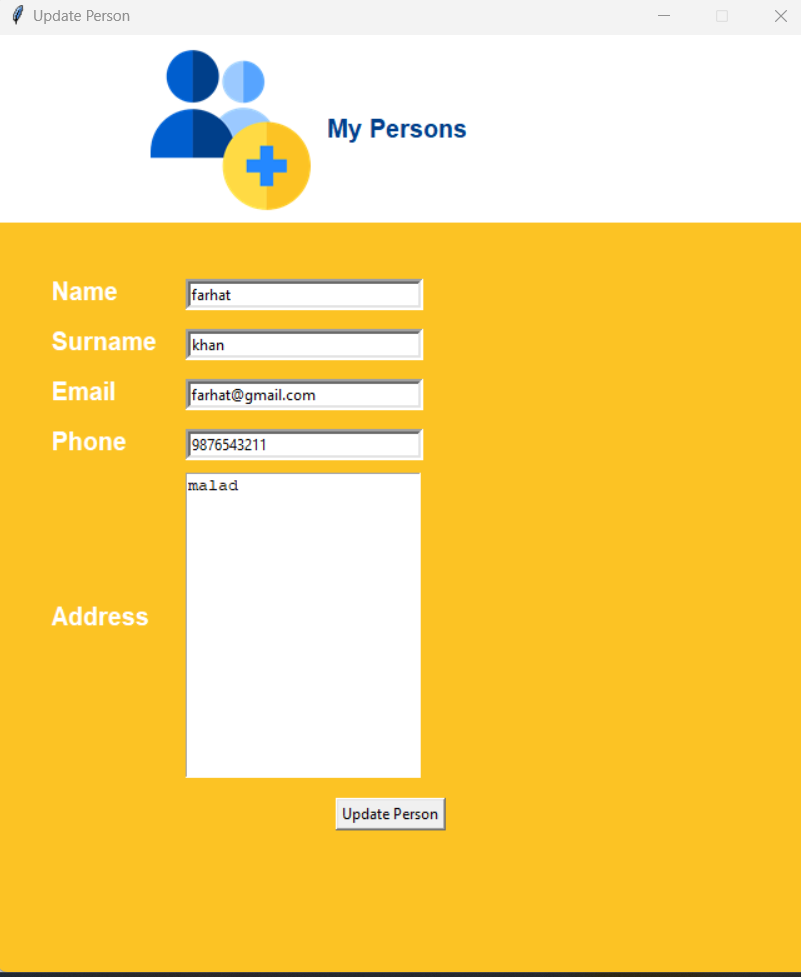 Update Person
My Persons
Name farhat
Surname khan
Email farhat@gmail.com
Phone 9876543211
malad
Address
Update Person